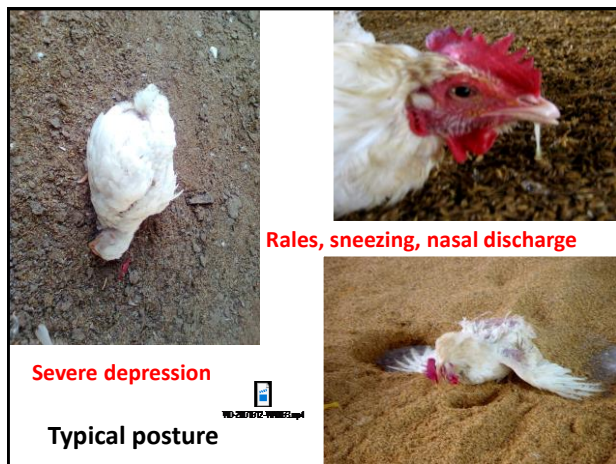 Rales, sneezing, nasal discharge
Severe depression
Typical posture